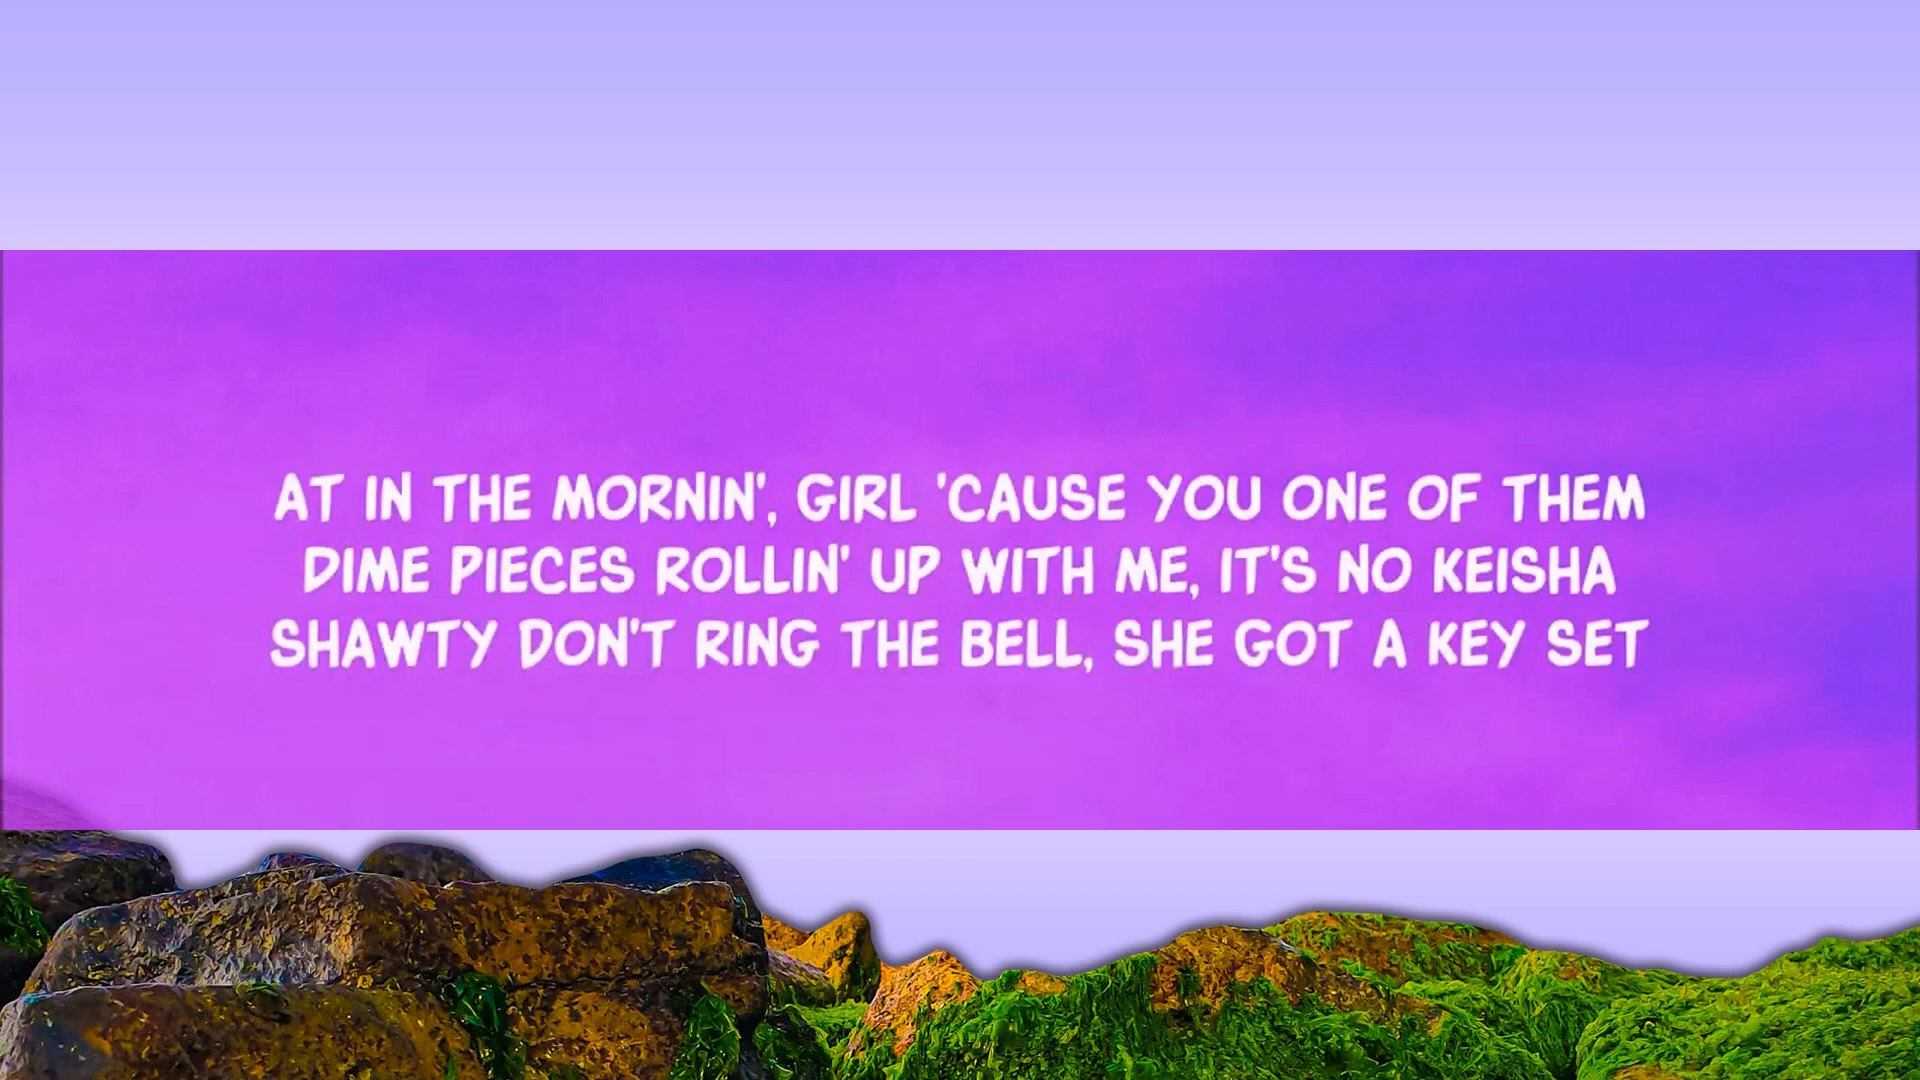 AT IN THE MORNIN', GIRL 'CAUSE YOU ONE OF THEM
DIME PIECES ROLLIN' UP WITH ME, IT'S NO KEISHA
SHAWTY DON'T RING THE BELL, SHE GOT A KEY SET